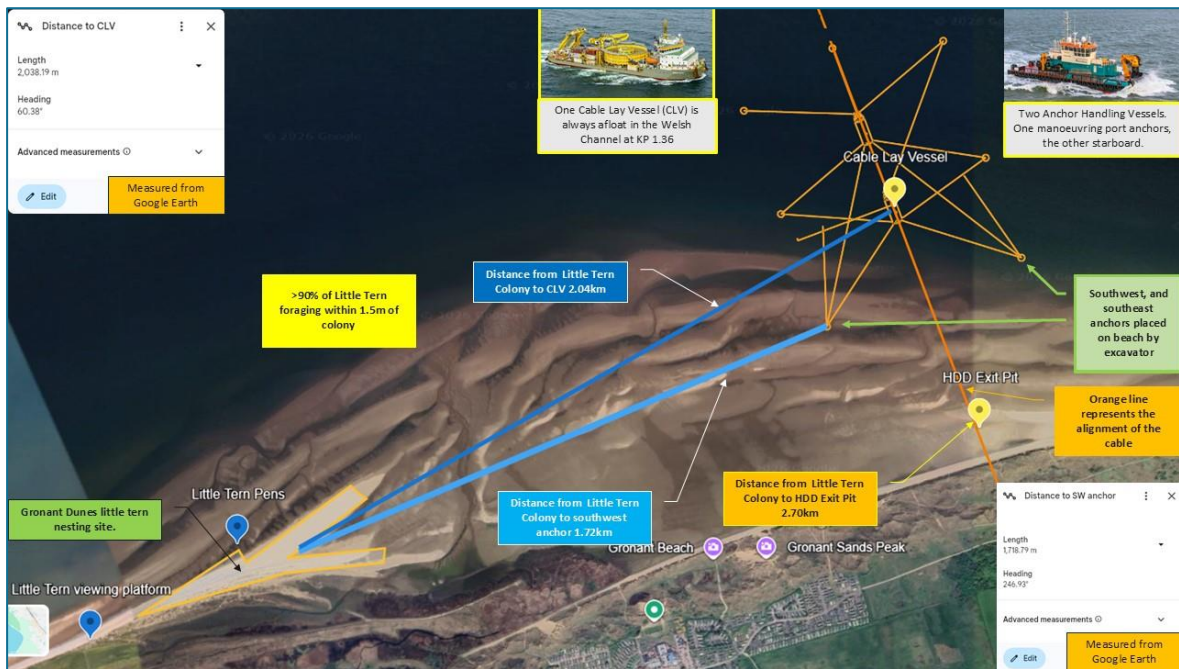 Distance to CLV
Length
2,038.19 m
Heading
60.38°
Advanced measurements
Edit
Measured from
Google Earth
One Cable Lay Vessel (CLV) is
always afloat in the Welsh
Channel at KP 1.36
Two Anchor Handling Vessels.
One manoeuvring port anchors,
the other starboard.
Cable Lay Vessel
Distance from Little Tern
Colony to CLV 2.04km
>90% of Little Tern
foraging within 1.5m of
colony
Southwest, and
southeast
anchors placed
on beach by
excavator
HDD Exit Pit
Orange line
represents the
alignment of the
cable
Distance from Little Tern
Colony to HDD Exit Pit
2.70km
Little Tern Pens
Gronant Dunes little tern
nesting site.
Distance from Little Tern
Colony to southwest
anchor 1.72km
Gronant Beach
Gronant Sands Peak
Little Tern viewing platform
Distance to SW anchor
Length
1,718.79 m
Heading
246.93°
Advanced measurements
Edit
Measured from
Google Earth